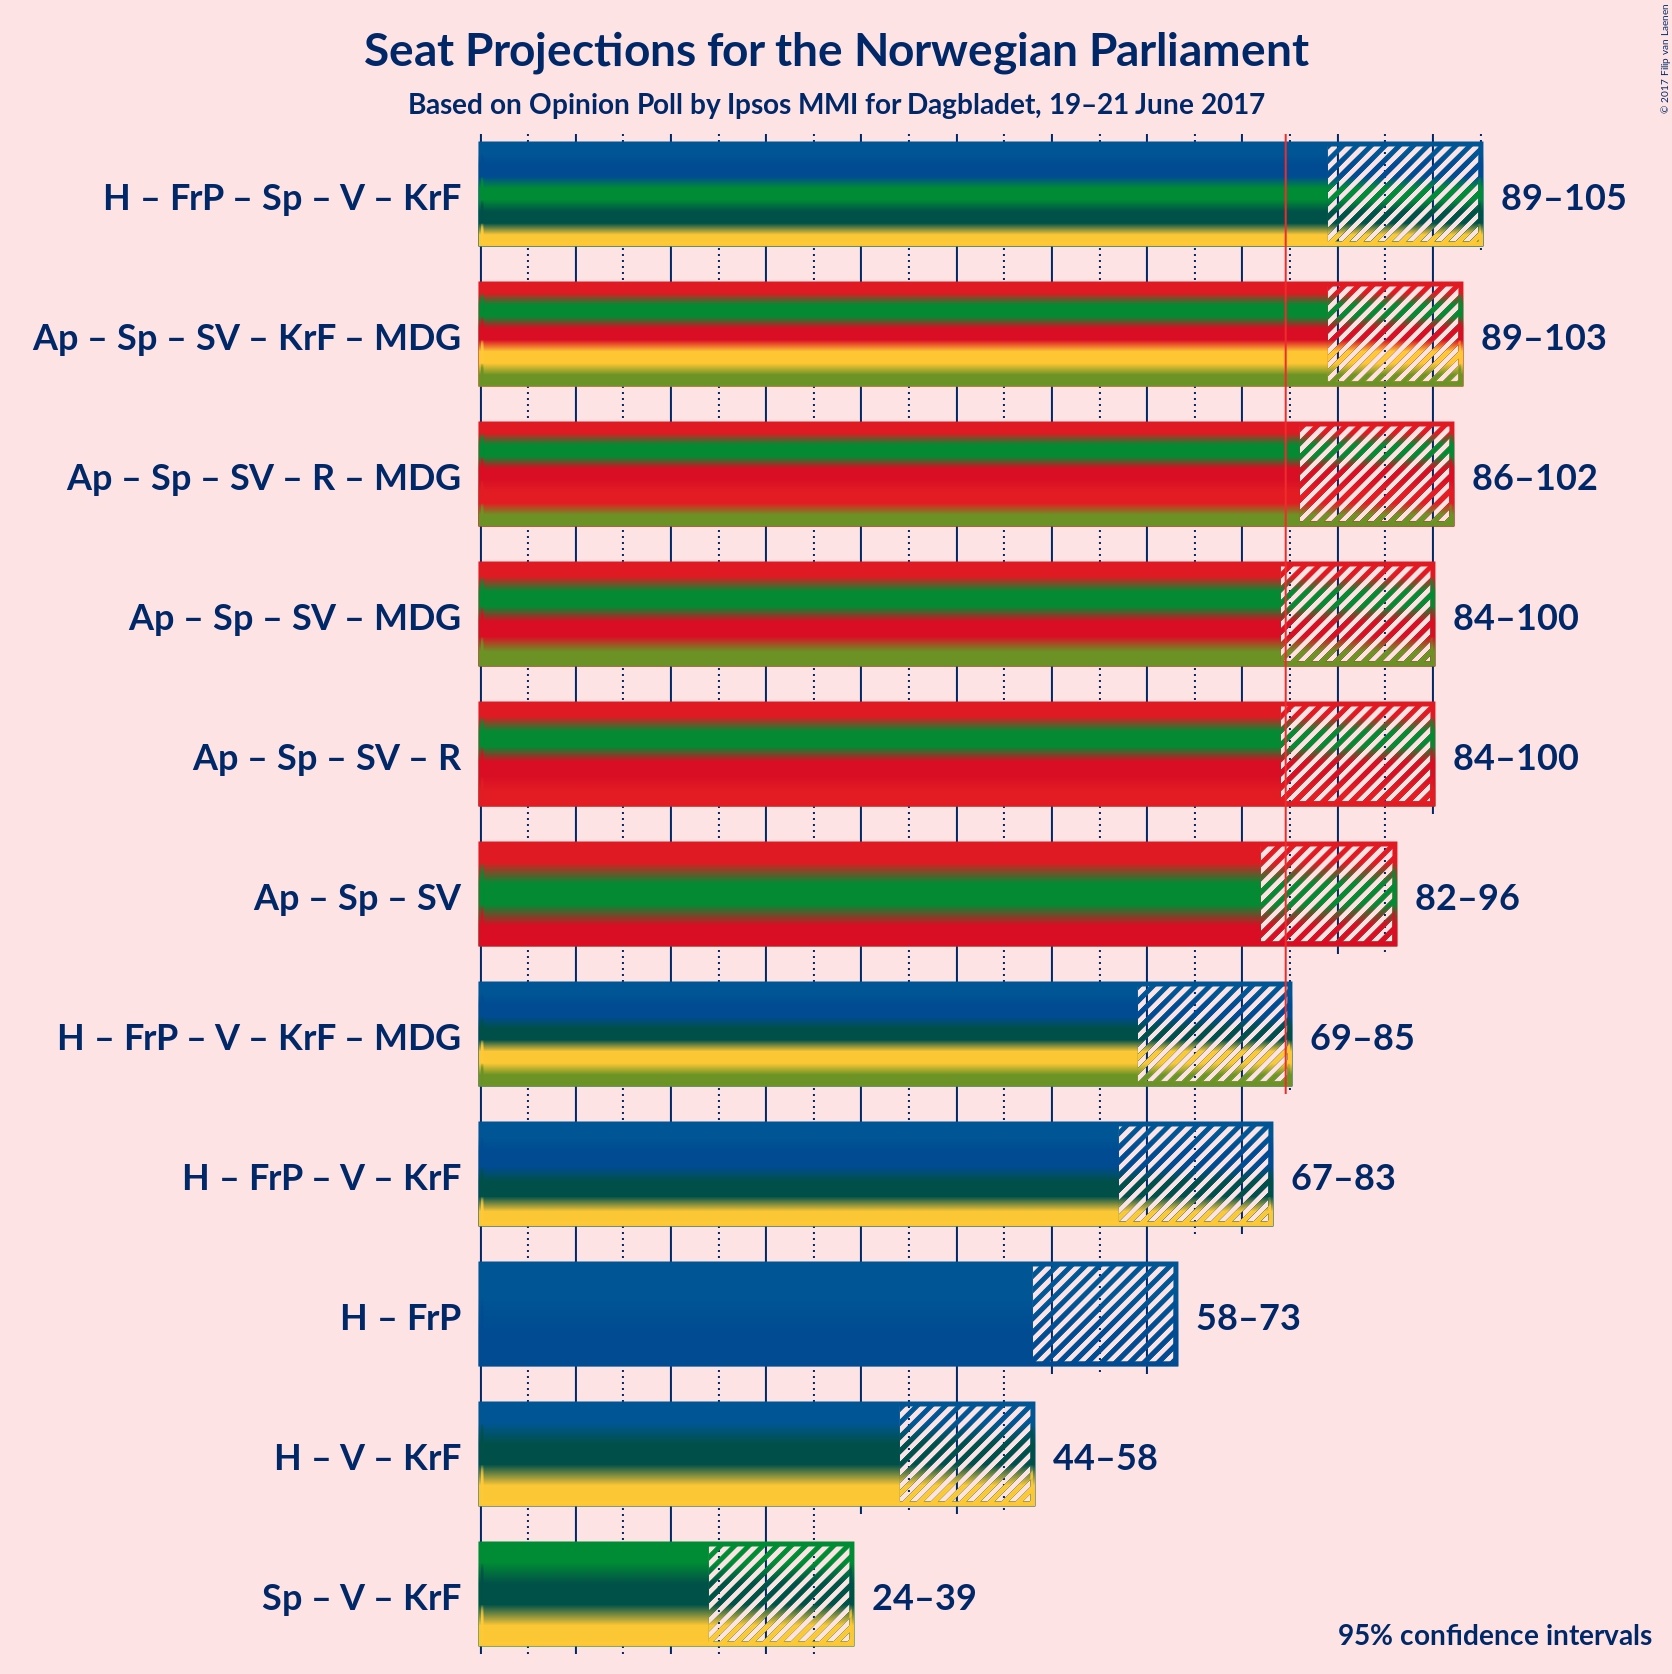 Seat Projections for the Norwegian Parliament
Based on Opinion Poll by Ipsos MMI for Dagbladet, 19–21 June 2017
© 2017 Filip van Laenen
H – FrP – Sp – V – KrF 89–105
Ap – Sp – SV – KrF – MDG 89–103
Ap – Sp – SV – R – MDG 86–102
Ap – Sp – SV – MDG 84–100
Ap – Sp – SV – R 84–100
Ap – Sp – SV 82–96
H – FrP – V – KrF – MDG 69–85
H – FrP – V – KrF 67–83
H – FrP 58–73
H – V – KrF 44–58
Sp – V – KrF 24–39
95% confidence intervals